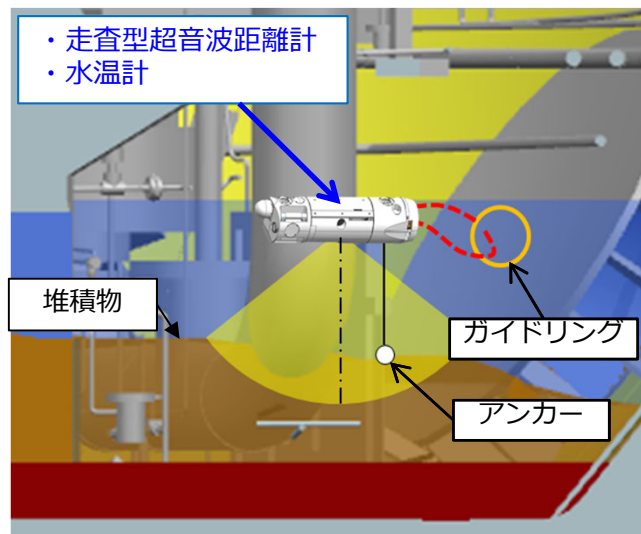 ・走査型超音波距離計
・水温計
堆積物
ガイドリング
アンカー